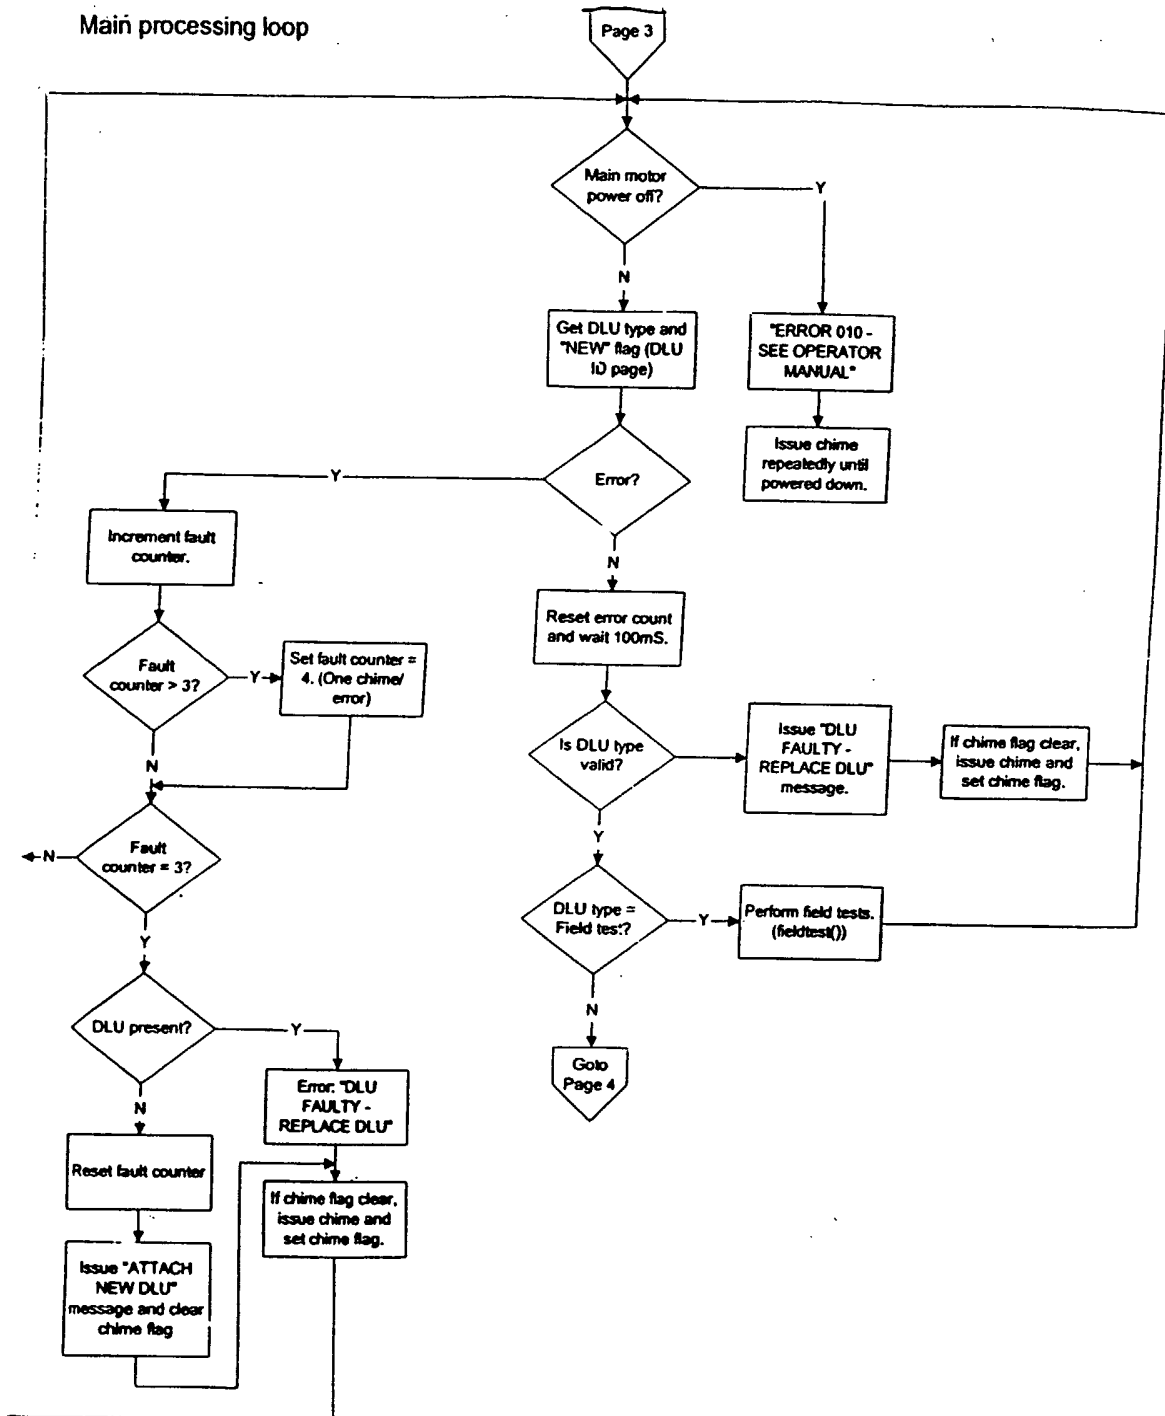 Main processing loop
Page 3
Main motor
power off?
Y
N
Get DLU type and
"NEW" flag (DLU
ID page)
"ERROR 010 -
SEE OPERATOR
MANUAL"
Issue chime
repeatedly until
powered down.
Error?
Y
N
Increment fault
counter.
Reset error count
and wait 100mS.
Fault
counter > 3?
Y
Set fault counter =
4. (One chime/
error)
N
Is DLU type
valid?
Issue "DLU
FAULTY -
REPLACE DLU"
message.
If chime flag clear,
issue chime and
set chime flag.
Y
Fault
counter = 3?
N
Y
DLU type =
Field test?
Y
Perform field tests.
(fieldtest())
N
Goto
Page 4
DLU present?
Y
N
Error: "DLU
FAULTY -
REPLACE DLU"
Reset fault counter
If chime flag clear,
issue chime and
set chime flag.
Issue "ATTACH
NEW DLU"
message and clear
chime flag